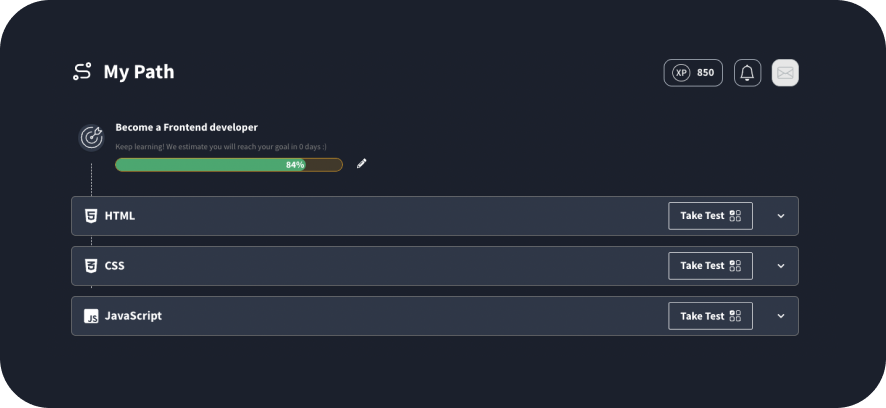 My Path
XP 850
Become a Frontend developer
Keep learning! We estimate you will reach your goal in 0 days :)
84%
HTML
Take Test
CSS
Take Test
JS JavaScript
Take Test